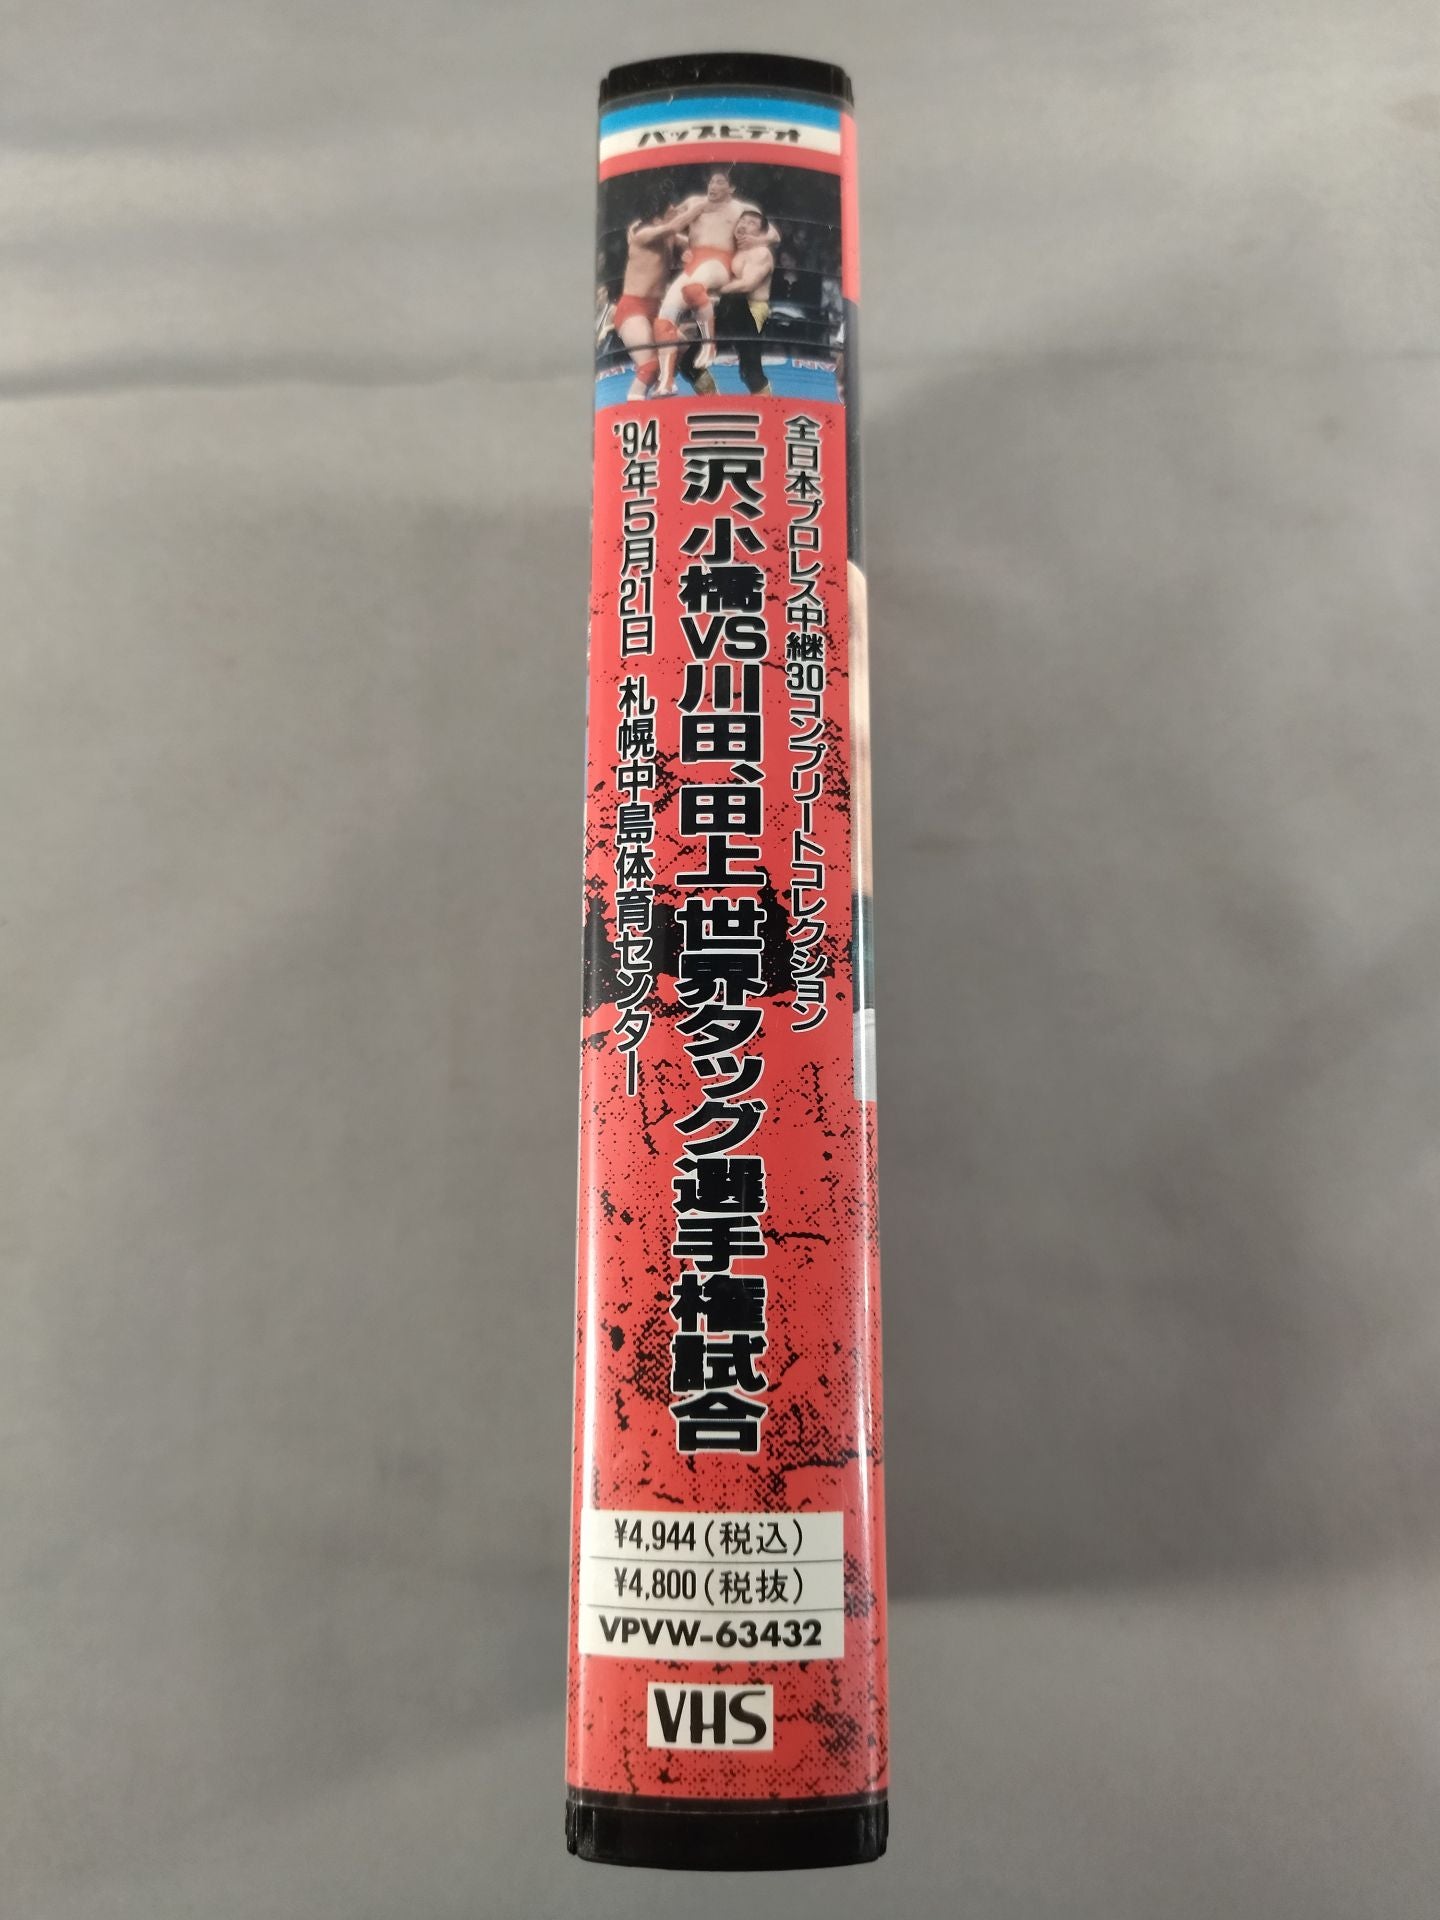 バップビデオ
全日本プロレス中継30コンプリートコレクション
三沢、小橋VS川田、田上 世界タッグ選手権試合
'94年5月21日 札幌中島体育センター
¥4,944(税込)
¥4,800(税抜)
VPVW-63432
VHS